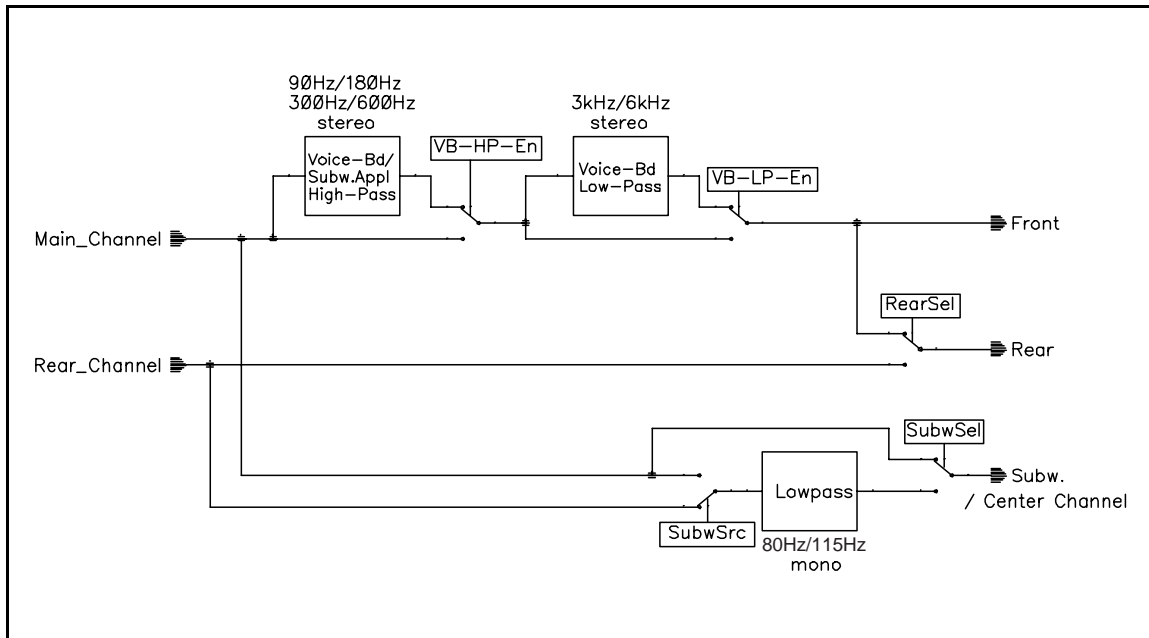 90Hz/180Hz
300Hz/600Hz
stereo
Voice-Bd/
Subw.Appl
High-Pass
VB-HP-En
3kHz/6kHz
stereo
Voice-Bd
Low-Pass
VB-LP-En
Main_Channel
Front
RearSel
Rear_Channel
Rear
SubwSel
Subw.
/ Center Channel
Lowpass
SubwSrc
80Hz/115Hz
mono